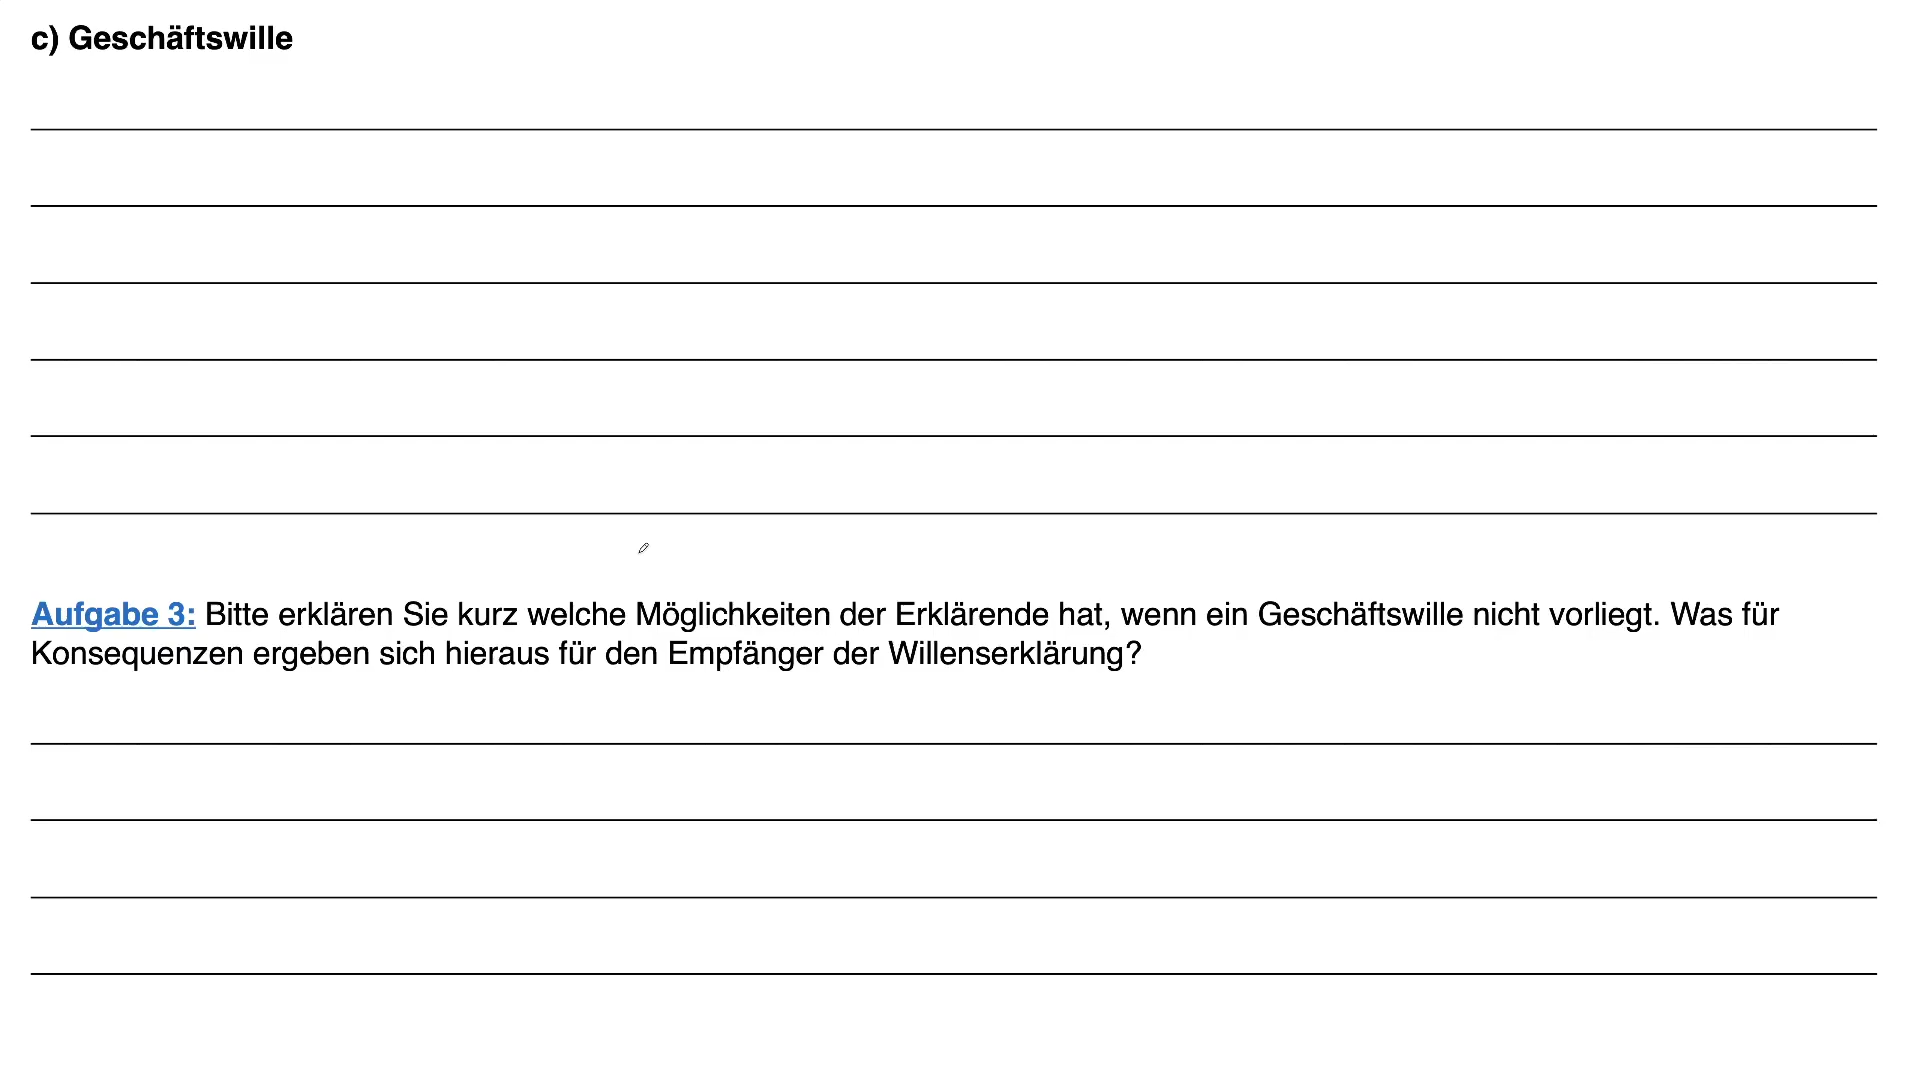 c) Geschäftswille
Aufgabe 3: Bitte erklären Sie kurz welche Möglichkeiten der Erklärende hat, wenn ein Geschäftswille nicht vorliegt. Was für
Konsequenzen ergeben sich hieraus für den Empfänger der Willenserklärung?